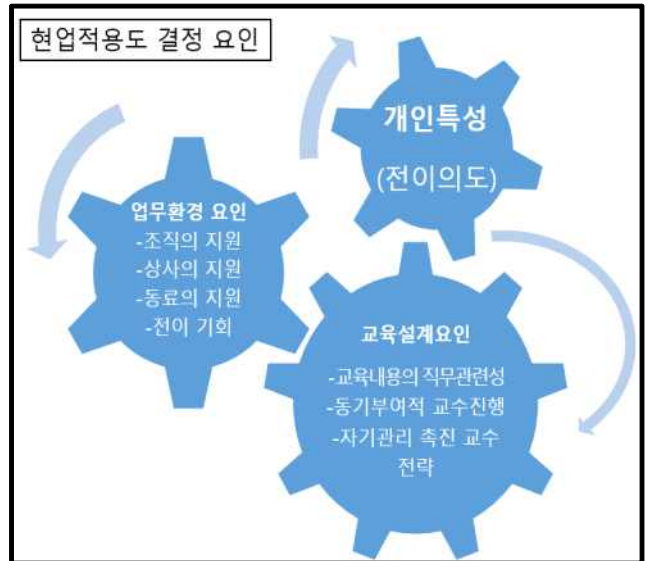 현업적용도 결정 요인
개인특성
(전이의도)
업무환경 요인
-조직의 지원
-상사의 지원
-동료의 지원
-전이 기회
교육설계요인
-교육내용의 직무관련성
-동기부여적 교수진행
-자기관리 촉진 교수
전략